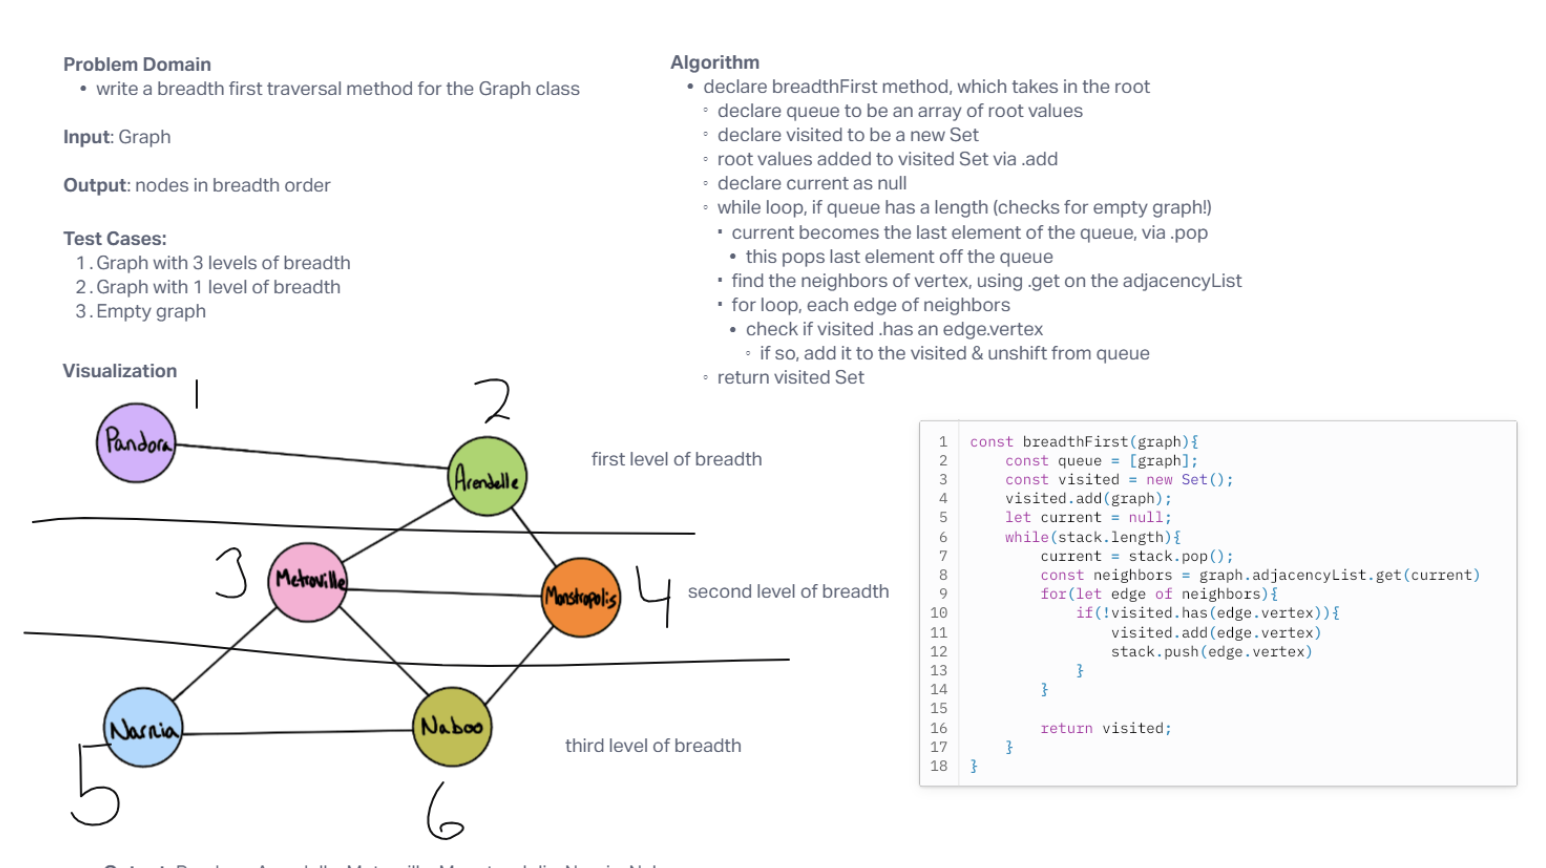 Problem Domain
• write a breadth first traversal method for the Graph class
Input: Graph
Output: nodes in breadth order
Test Cases:
1. Graph with 3 levels of breadth
2. Graph with 1 level of breadth
3. Empty graph
Visualization
1
2
Pandora
Arendelle
first level of breadth
3
Metroville
Monstropolis
4
second level of breadth
Narnia
Naboo
third level of breadth
5
6
Algorithm
• declare breadthFirst method, which takes in the root
◦ declare queue to be an array of root values
◦ declare visited to be a new Set
◦ root values added to visited Set via .add
◦ declare current as null
◦ while loop, if queue has a length (checks for empty graph!)
▪ current becomes the last element of the queue, via .pop
• this pops last element off the queue
▪ find the neighbors of vertex, using .get on the adjacencyList
▪ for loop, each edge of neighbors
• check if visited .has an edge.vertex
◦ if so, add it to the visited & unshift from queue
◦ return visited Set
1 const breadthFirst(graph){
2 const queue = [graph];
3 const visited = new Set();
4 visited.add(graph);
5 let current = null;
6 while(stack.length){
7 current = stack.pop();
8 const neighbors = graph.adjacencyList.get(current)
9 for(let edge of neighbors){
10 if(!visited.has(edge.vertex)){
11 visited.add(edge.vertex)
12 stack.push(edge.vertex)
13 }
14 }
15
16 return visited;
17 }
18 }